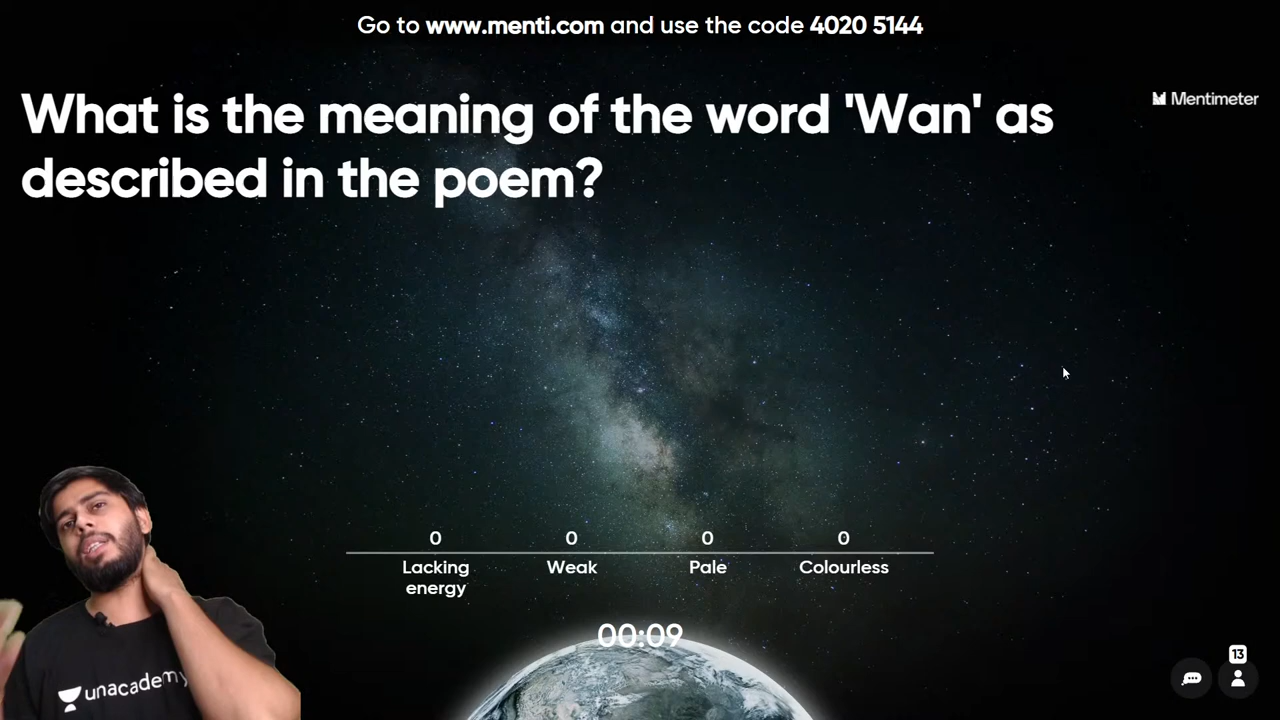 Go to www.menti.com and use the code 4020 5144
Mentimeter
What is the meaning of the word 'Wan' as
described in the poem?
0 0 0 0
Lacking Weak Pale Colourless
energy
00:09
13
unacademy